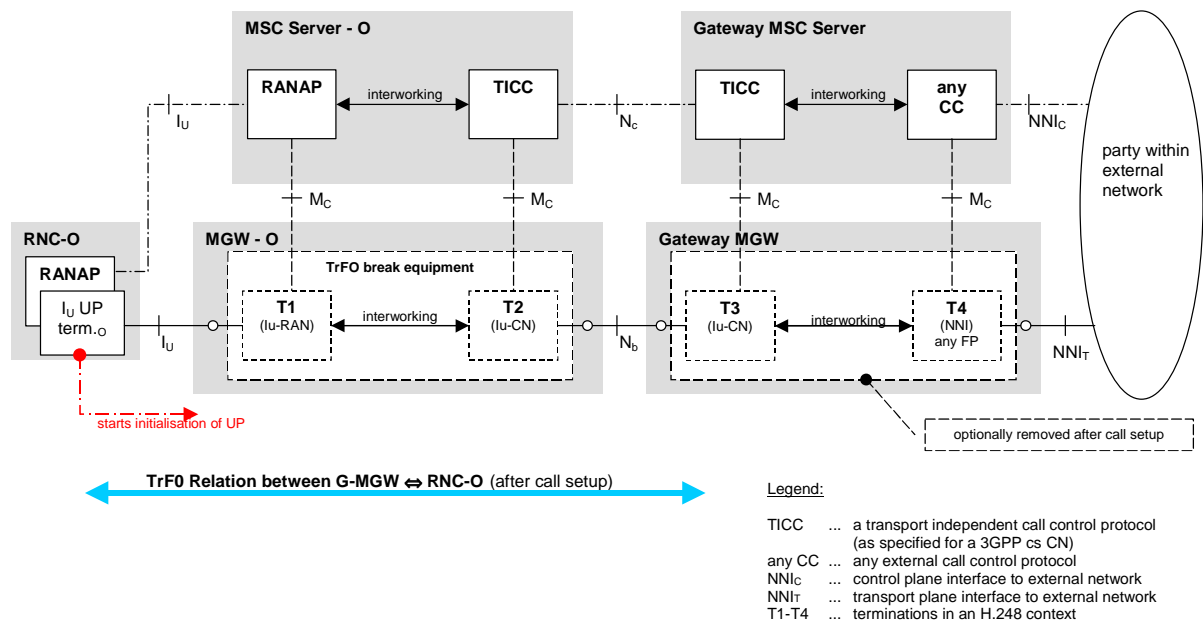 MSC Server - O
Gateway MSC Server
RANAP
interworking
TICC
TICC
interworking
any
CC
IU
Nc
NNIC
party within
external
network
MC
MC
MC
MC
RNC-O
MGW - O
Gateway MGW
RANAP
TrFO break equipment
IU UP
term.O
T1
(Iu-RAN)
interworking
T2
(Iu-CN)
T3
(Iu-CN)
interworking
T4
(NNI)
any FP
IU
Nb
NNIT
starts initialisation of UP
optionally removed after call setup
TrF0 Relation between G-MGW ⇔ RNC-O (after call setup)
Legend:
TICC ... a transport independent call control protocol
(as specified for a 3GPP cs CN)
any CC ... any external call control protocol
NNIC ... control plane interface to external network
NNIT ... transport plane interface to external network
T1-T4 ... terminations in an H.248 context